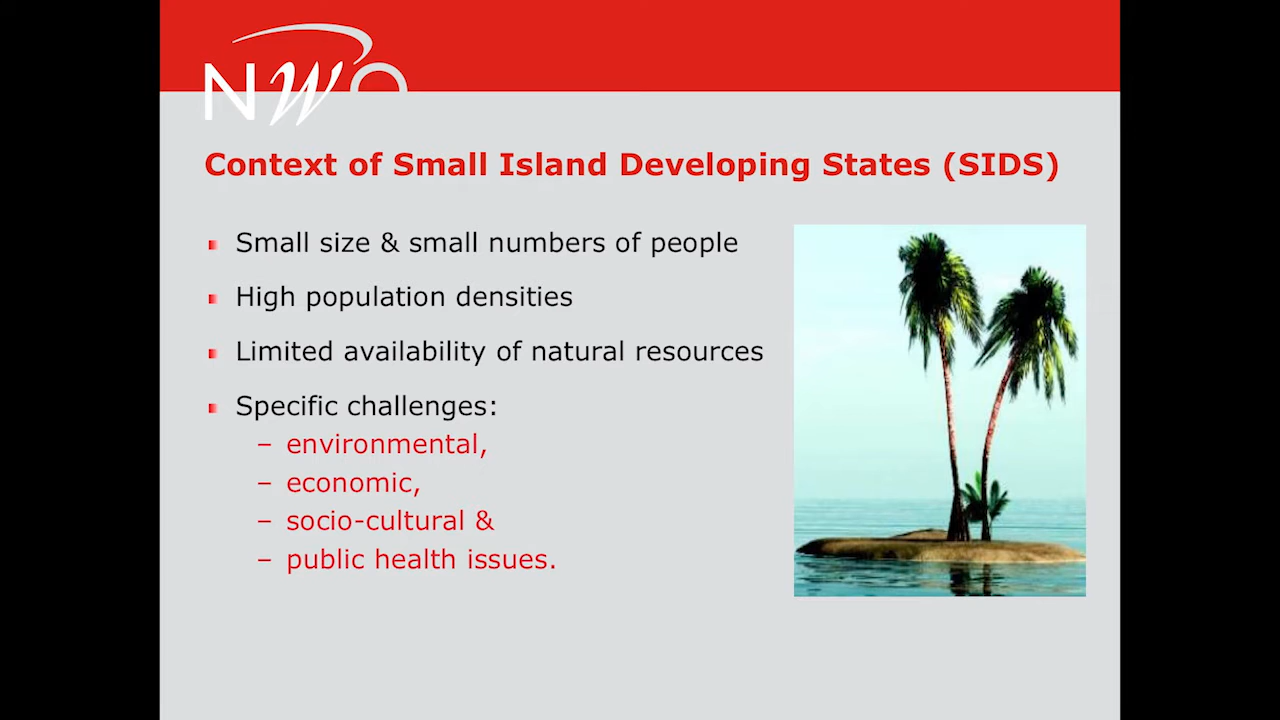 NWO
Context of Small Island Developing States (SIDS)
Small size & small numbers of people
High population densities
Limited availability of natural resources
Specific challenges:
– environmental,
– economic,
– socio-cultural &
– public health issues.